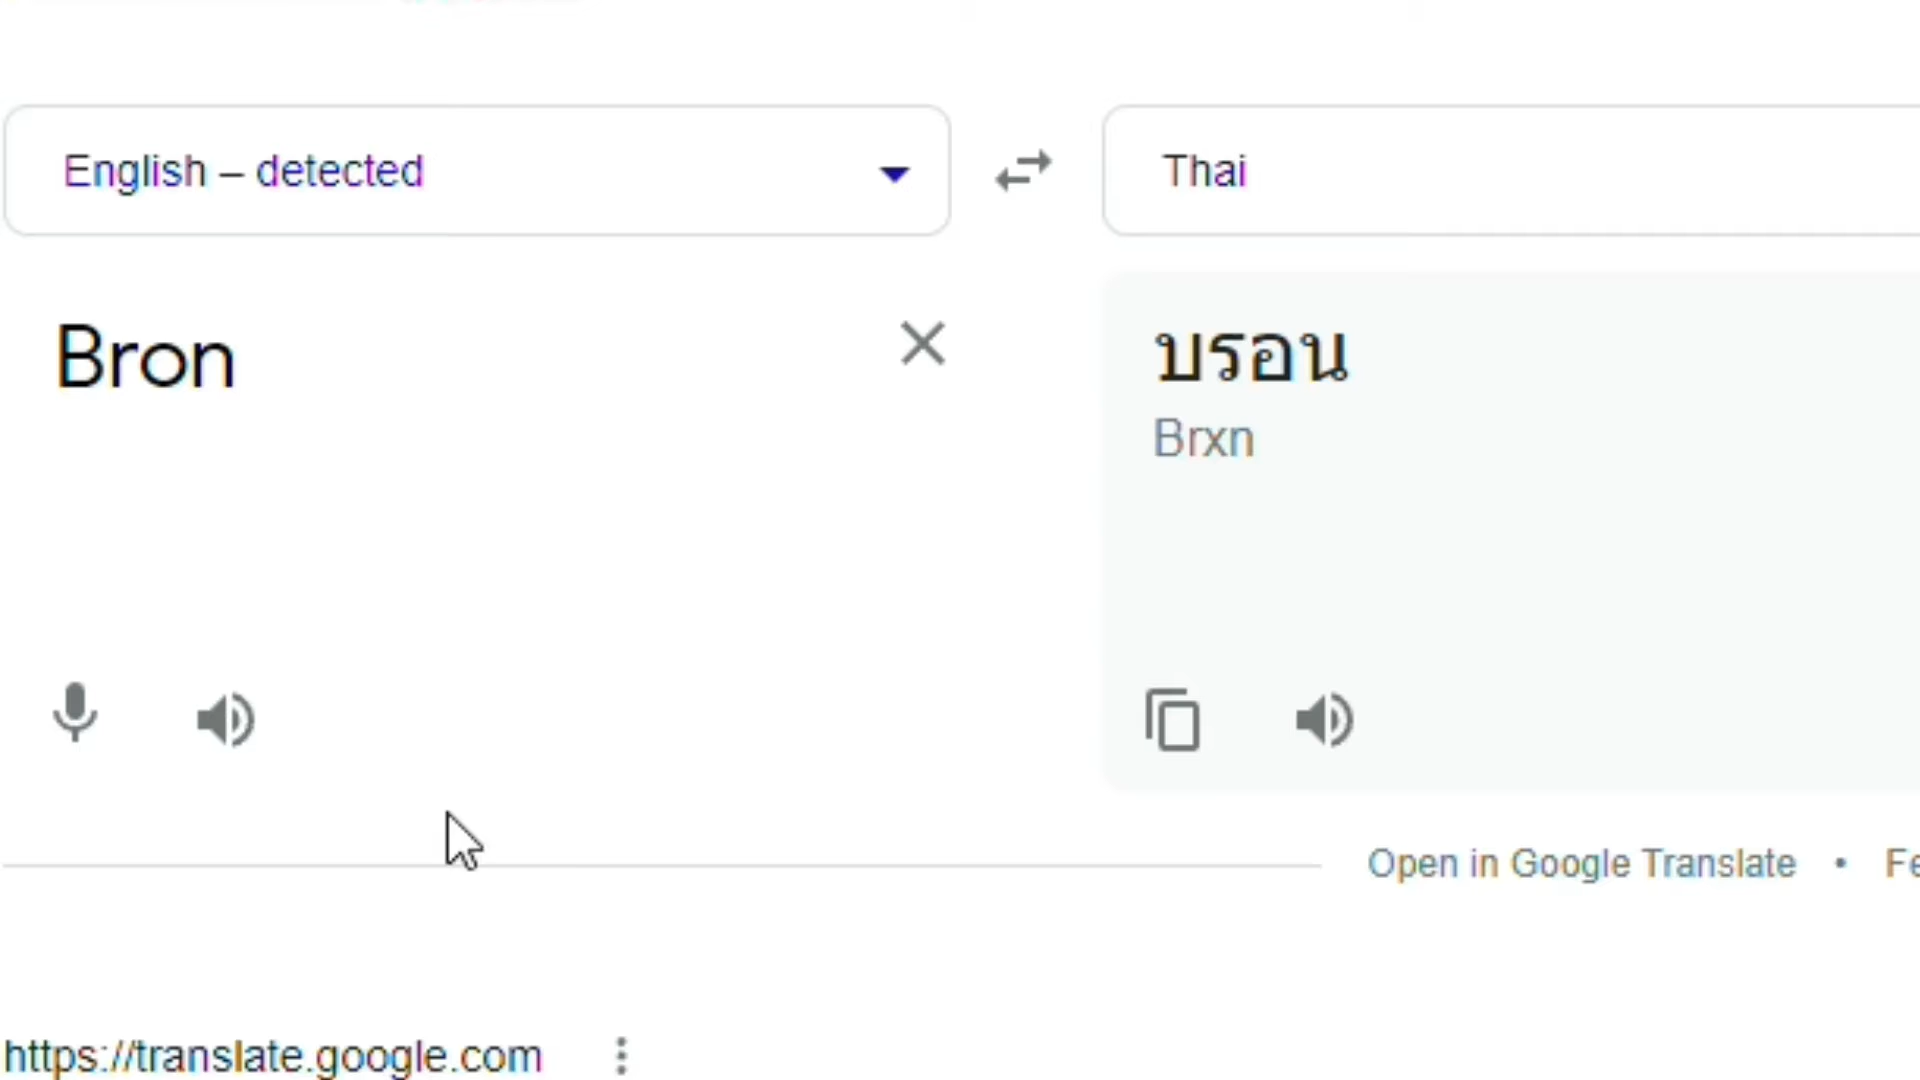 English – detected
Thai
Bron
บรอน
Brxn
Open in Google Translate •
https://translate.google.com